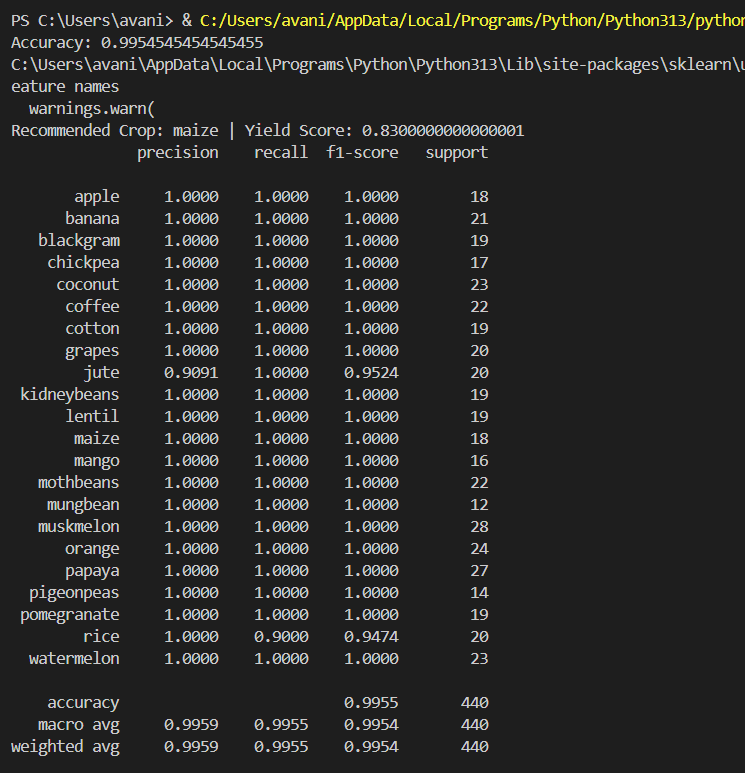 PS C:\Users\avani> & C:/Users/avani/AppData/Local/Programs/Python/Python313/python
Accuracy: 0.9954545454545455
C:\Users\avani\AppData\Local\Programs\Python\Python313\Lib\site-packages\sklearn\u
eature names
warnings.warn(
Recommended Crop: maize | Yield Score: 0.8300000000000001
precision recall f1-score support
apple 1.0000 1.0000 1.0000 18
banana 1.0000 1.0000 1.0000 21
blackgram 1.0000 1.0000 1.0000 19
chickpea 1.0000 1.0000 1.0000 17
coconut 1.0000 1.0000 1.0000 23
coffee 1.0000 1.0000 1.0000 22
cotton 1.0000 1.0000 1.0000 19
grapes 1.0000 1.0000 1.0000 20
jute 0.9091 1.0000 0.9524 20
kidneybeans 1.0000 1.0000 1.0000 19
lentil 1.0000 1.0000 1.0000 19
maize 1.0000 1.0000 1.0000 18
mango 1.0000 1.0000 1.0000 16
mothbeans 1.0000 1.0000 1.0000 22
mungbean 1.0000 1.0000 1.0000 12
muskmelon 1.0000 1.0000 1.0000 28
orange 1.0000 1.0000 1.0000 24
papaya 1.0000 1.0000 1.0000 27
pigeonpeas 1.0000 1.0000 1.0000 14
pomegranate 1.0000 1.0000 1.0000 19
rice 1.0000 0.9000 0.9474 20
watermelon 1.0000 1.0000 1.0000 23
accuracy 0.9955 440
macro avg 0.9959 0.9955 0.9954 440
weighted avg 0.9959 0.9955 0.9954 440